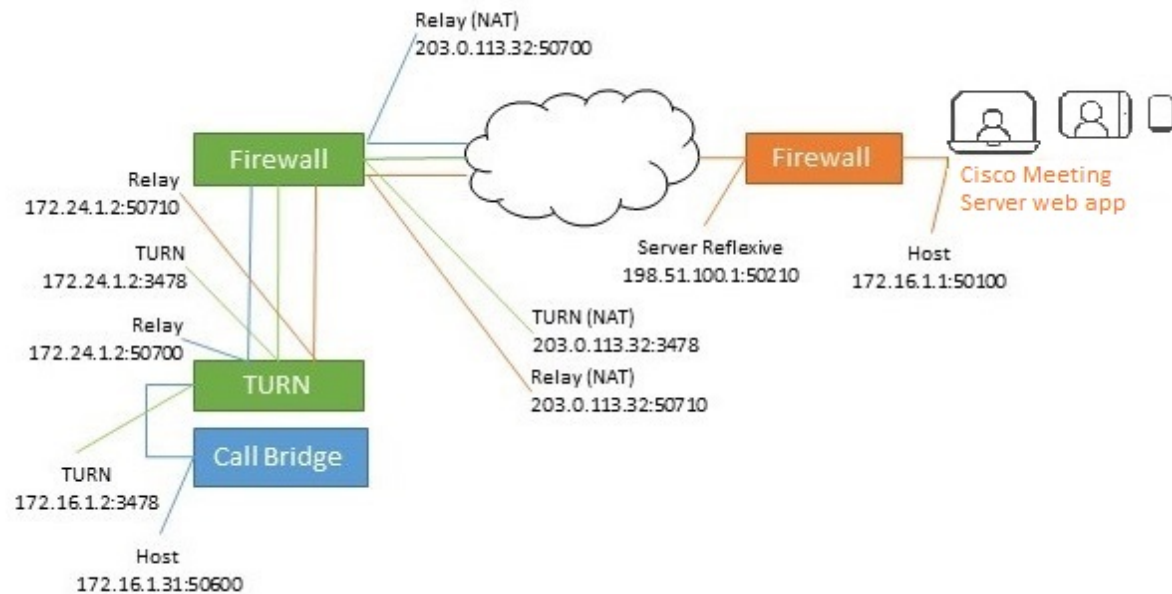 Relay (NAT)
203.0.113.32:50700
Firewall
Firewall
Cisco Meeting
Server web app
Relay
172.24.1.2:50710
TURN
172.24.1.2:3478
Relay
172.24.1.2:50700
Server Reflexive
198.51.100.1:50210
Host
172.16.1.1:50100
TURN (NAT)
203.0.113.32:3478
Relay (NAT)
203.0.113.32:50710
TURN
Call Bridge
TURN
172.16.1.2:3478
Host
172.16.1.31:50600